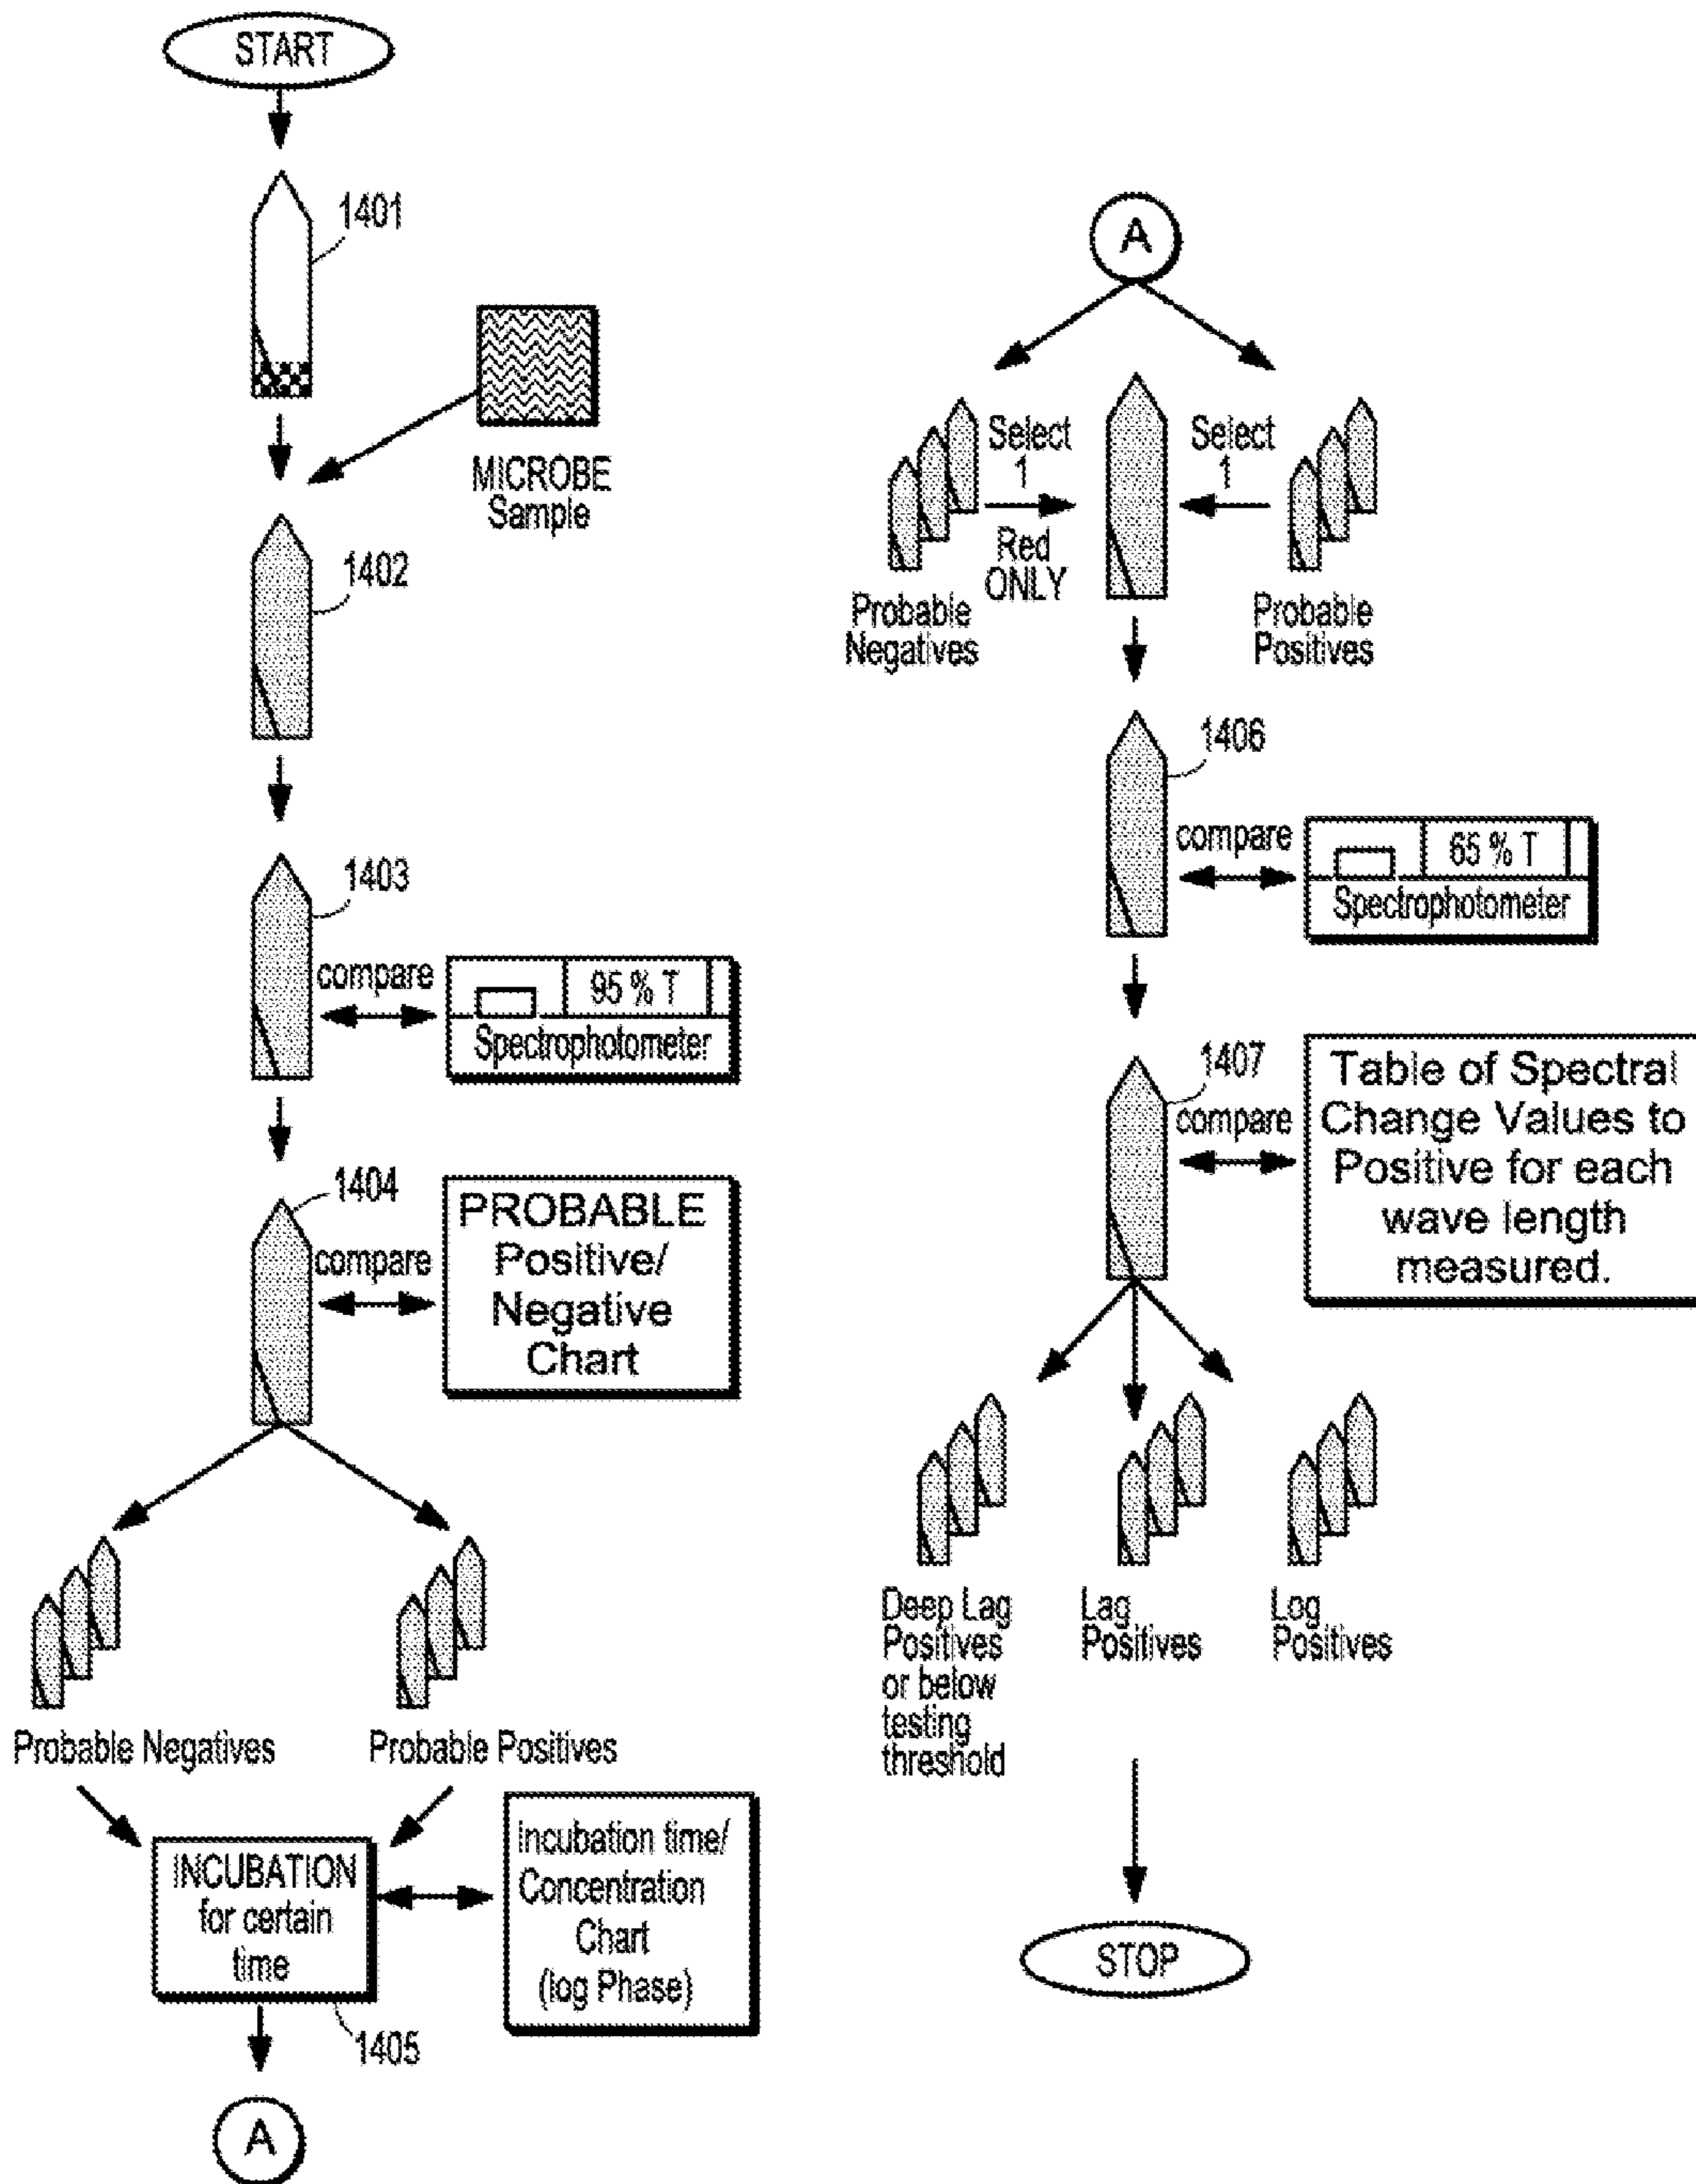 START
1401
MICROBE
Sample
1402
1403
compare
95 % T
Spectrophotometer
1404
compare
PROBABLE
Positive/
Negative
Chart
Probable Negatives
Probable Positives
INCUBATION
for certain
time
1405
Incubation time/
Concentration
Chart
(log Phase)
A
A
Select
1
Red
ONLY
Select
1
Probable
Negatives
Probable
Positives
1406
compare
65 % T
Spectrophotometer
1407
compare
Table of Spectral
Change Values to
Positive for each
wave length
measured.
Deep Lag
Positives
or below
testing
threshold
Lag
Positives
Log
Positives
STOP